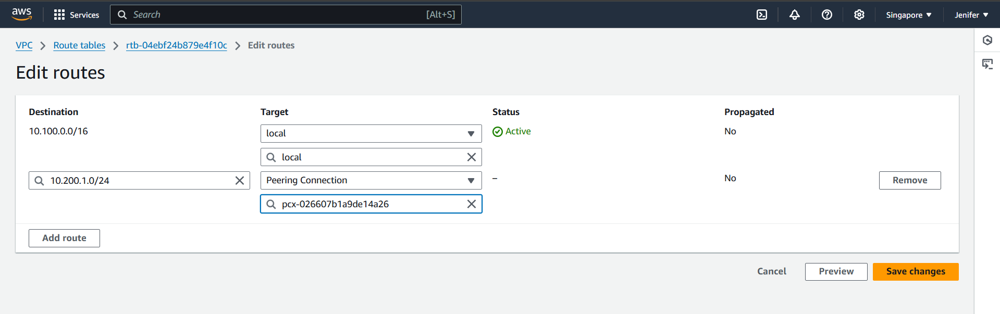 aws Services Search [Alt+S] Singapore Jenifer
VPC Route tables rtb-04ebf24b879e4f10c Edit routes
Edit routes
Destination Target Status Propagated
10.100.0.0/16 local Active No
local
10.200.1.0/24 Peering Connection – No Remove
pcx-026607b1a9de14a26
Add route
Cancel Preview Save changes